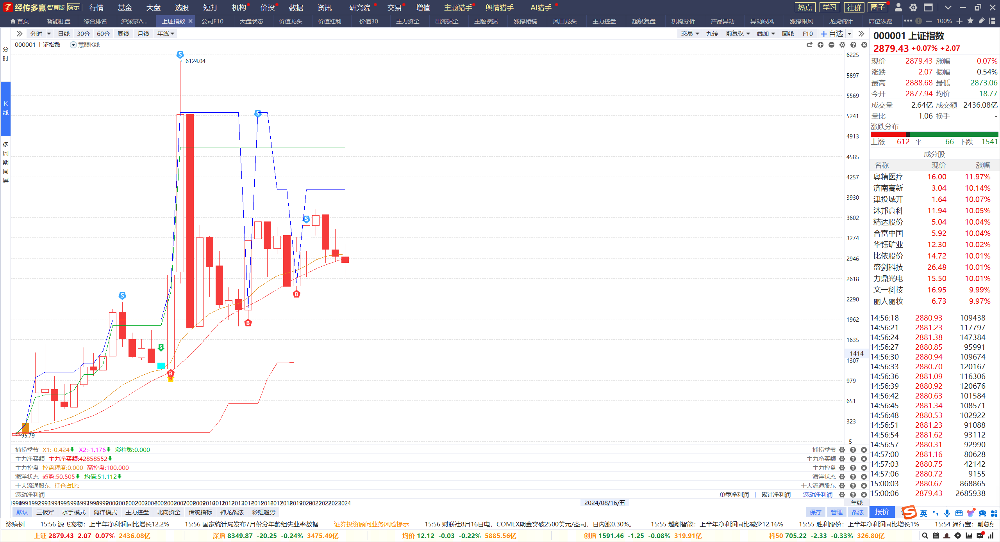 经传多赢 智尊版 演示 行情 基金 大盘 选股 短打 机构 价投 数据 资讯 研究院 交易 增值 主题猎手 舆情猎手 AI猎手 热点 学习 社群 圈子
首页 智能盯盘 综合排名 沪深京A... 上证指数 公司F10 大盘状态 价值龙头 价值红利 价值30 主力资金 出海掘金 主题挖掘 涨停棱镜 风口龙头 主力控盘 超级复盘 机构分析 产品异动 异动跟风 涨停跟风 龙虎统计 席位纵览 100%
分时 日线 30分 60分 周线 月线 年线 交易 九转 前复权 叠加 画线 F10 自选
000001 上证指数 慧眼K线
分时
K线
多周期同屏
S
←6124.04
S
S
S
S
B
B
B
B
95.79
6225
5897
5569
5241
4913
4585
4257
3930
3602
3274
2946
2618
2290
1962
1635
1414
1307
979
651
323
-5
捕捞季节 X1:-0.424 X2:-1.176 彩柱数:0.000 捕捞季节
主力净买额 主力净买额:42858552 主力净买额
主力控盘 控盘程度:0.000 高控盘:100.000 主力控盘
海洋状态 趋势:50.505 均值:51.112 海洋状态
十大流通股东 持仓占比:- 十大流通股东
滚动净利润 单季净利润 累计净利润 滚动净利润
1990 1991 1992 1993 1994 1995 1996 1997 1998 1999 2000 2001 2002 2003 2004 2005 2006 2007 2008 2009 2010 2011 2012 2013 2014 2015 2016 2017 2018 2019 2020 2021 2022 2023 2024 2024/08/16/五 年线
默认 三板斧 水手模式 海洋模式 主力控盘 北向资金 传统指标 神龙战法 彩虹趋势 保存 管理 战法
000001 上证指数
2879.43 +0.07% +2.07
现价 2879.43 涨幅 0.07%
涨跌 2.07 振幅 0.54%
最高 2888.68 最低 2873.06
今开 2877.94 均价 18.77
成交量 2.64亿 成交额 2436.08亿
量比 1.06 换手 -
涨跌分布
上涨 612 平 66 下跌 1541
成分股
名称 现价 涨幅
奥精医疗 16.00 11.97%
济南高新 3.04 10.14%
津投城开 1.64 10.07%
沐邦高科 11.94 10.05%
精达股份 5.04 10.04%
合富中国 5.92 10.04%
华钰矿业 12.30 10.02%
比依股份 14.72 10.01%
盛剑科技 26.48 10.01%
力鼎光电 15.50 10.01%
文一科技 16.95 9.99%
丽人丽妆 6.73 9.97%
14:56:18 2880.93 109438
14:56:21 2881.23 117797
14:56:24 2881.38 147384
14:56:27 2880.85 95991
14:56:30 2880.94 109674
14:56:33 2880.70 120167
14:56:36 2881.09 116306
14:56:39 2880.92 120676
14:56:42 2880.63 101584
14:56:45 2881.34 108571
14:56:48 2880.53 102922
14:56:51 2881.23 91088
14:56:54 2881.62 93112
14:56:57 2880.31 92990
14:57:00 2881.16 80628
14:57:03 2880.75 42142
14:57:06 2880.72 9155
15:00:03 2880.67 868865
15:00:06 2879.43 2685938
报价 S 英
诊病例 15:56 源飞宠物：上半年净利润同比增长12.2% 15:56 国家统计局发布7月份分年龄组失业率数据 证券投资顾问业务风险提示 15:56 财联社8月16日电，COMEX期金突破2500美元/盎司，日内涨0.30%。 15:55 越剑智能：上半年净利润同比减少12.16% 15:55 胜利股份：上半年净利润同比增长1% 15:54 通行宝：副总
上证 2879.43 2.07 0.07% 2436.08亿 深指 8349.87 -20.25 -0.24% 3475.49亿 均价 12.12 -0.03 -0.22% 5885.56亿 创指 1591.46 -1.25 -0.08% 319.91亿 科50 705.22 -2.33 -0.33% 326.80亿